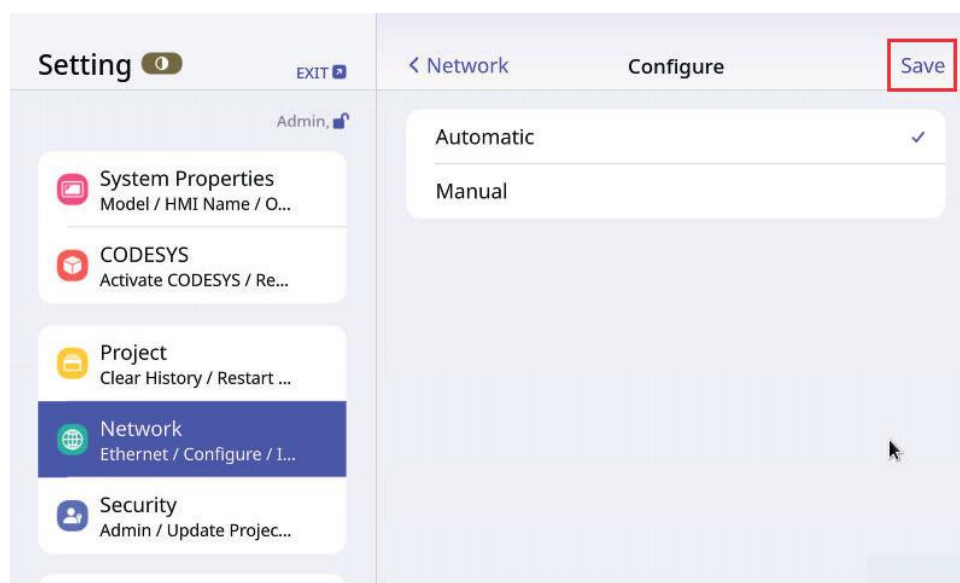 Setting
EXIT
Admin,
System Properties
Model / HMI Name / O...
CODESYS
Activate CODESYS / Re...
Project
Clear History / Restart ...
Network
Ethernet / Configure / I...
Security
Admin / Update Projec...
< Network
Configure
Save
Automatic
Manual